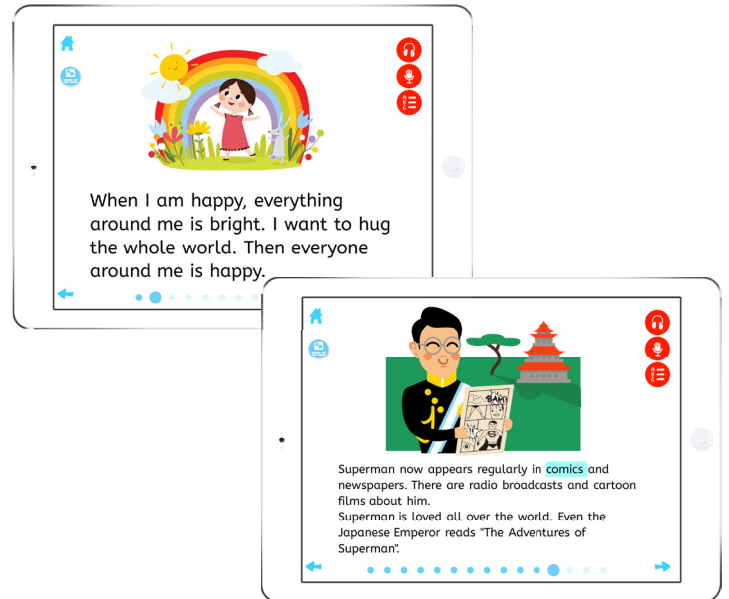 When I am happy, everything
around me is bright. I want to hug
the whole world. Then everyone
around me is happy.
BAM!
Superman now appears regularly in comics and
newspapers. There are radio broadcasts and cartoon
films about him.
Superman is loved all over the world. Even the
Japanese Emperor reads "The Adventures of
Superman".